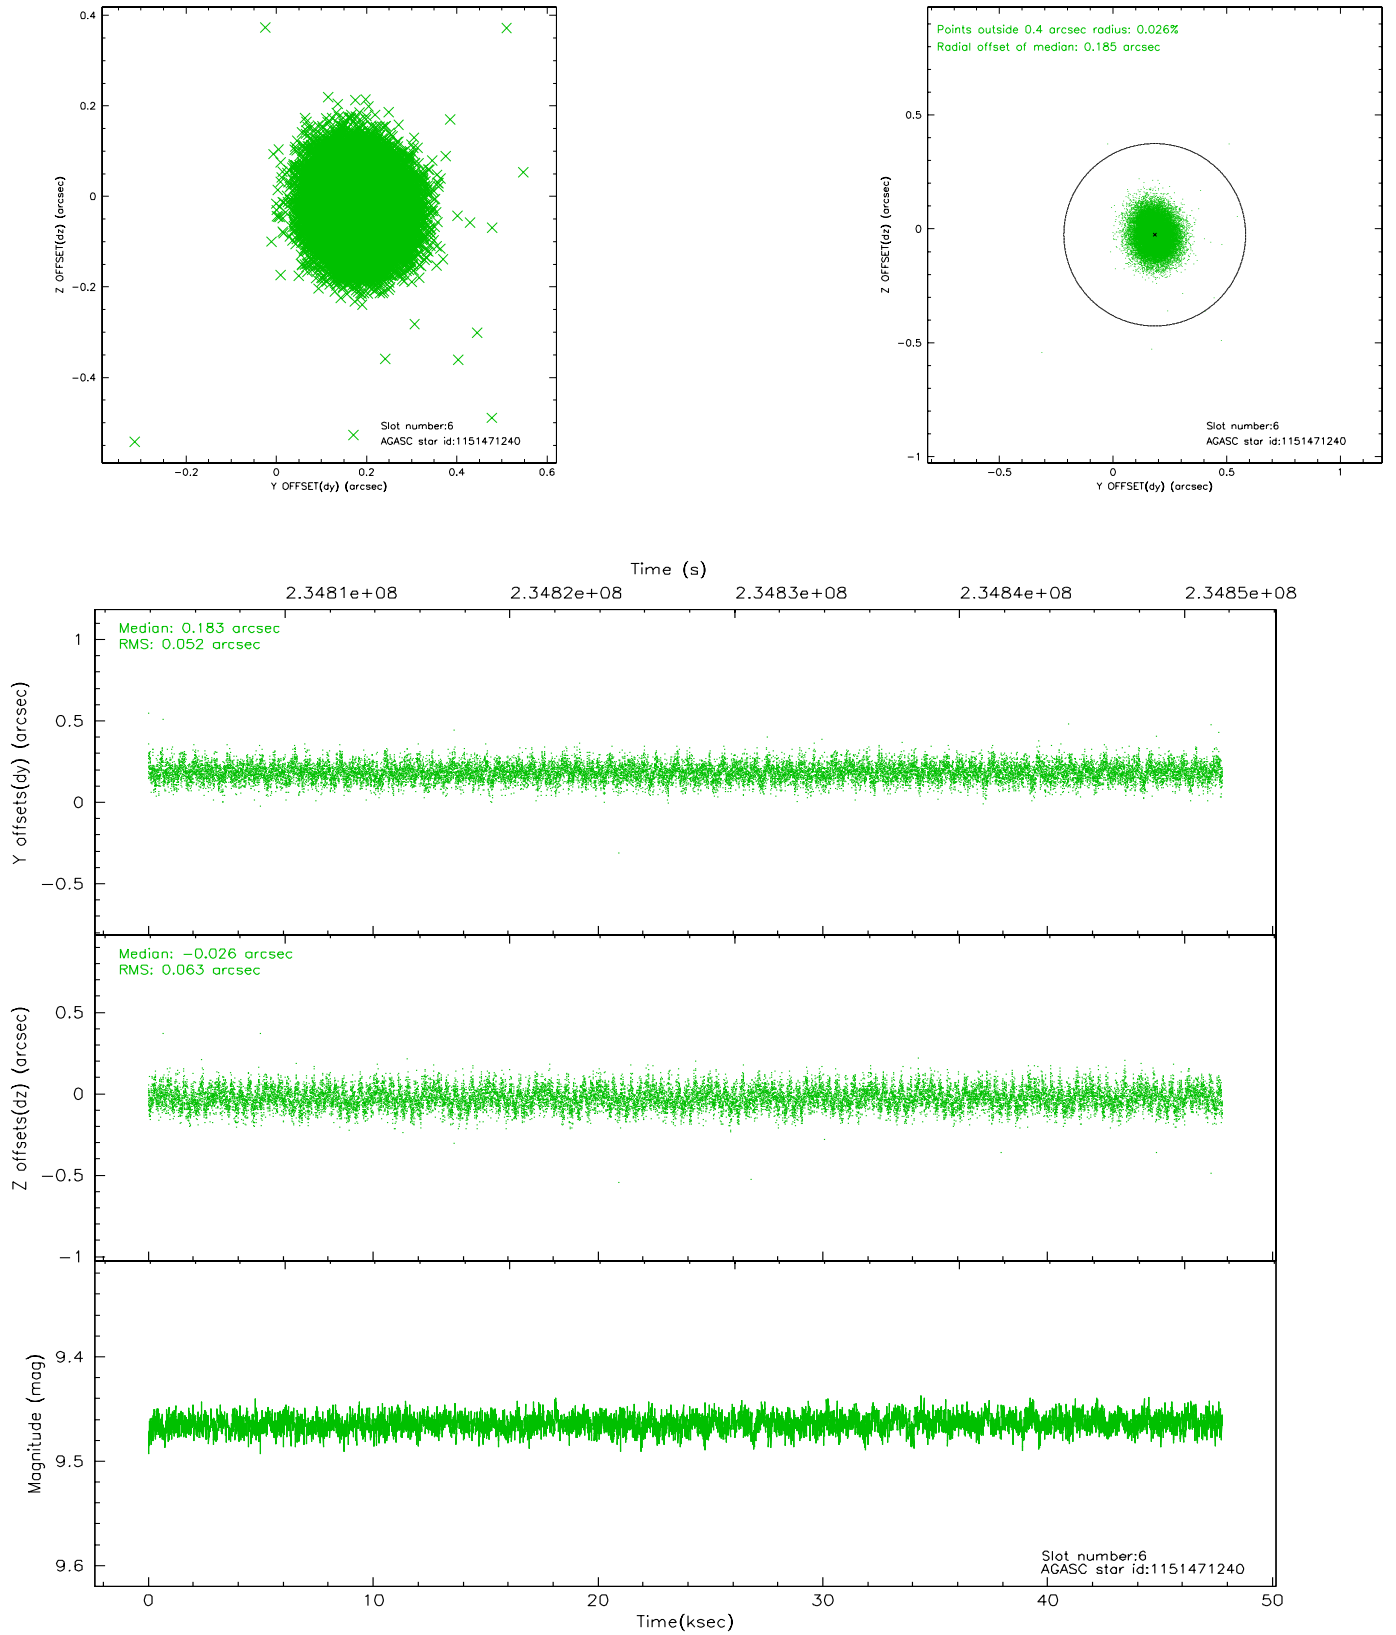 0.4
0.2
0
−0.2
−0.4
Z OFFSET(dz) (arcsec)
Slot number:6
AGASC star id:1151471240
−0.2 0 0.2 0.4 0.6
Y OFFSET(dy) (arcsec)
Points outside 0.4 arcsec radius: 0.026%
Radial offset of median: 0.185 arcsec
0.5
0
−0.5
−1
Z OFFSET(dz) (arcsec)
Slot number:6
AGASC star id:1151471240
−0.5 0 0.5 1
Y OFFSET(dy) (arcsec)
Time (s)
2.3481e+08 2.3482e+08 2.3483e+08 2.3484e+08 2.3485e+08
Median: 0.183 arcsec
RMS: 0.052 arcsec
1
0.5
0
−0.5
Y offsets(dy) (arcsec)
Median: −0.026 arcsec
RMS: 0.063 arcsec
0.5
0
−0.5
−1
Z offsets(dz) (arcsec)
9.4
9.5
9.6
Magnitude (mag)
Slot number:6
AGASC star id:1151471240
0 10 20 30 40 50
Time(ksec)